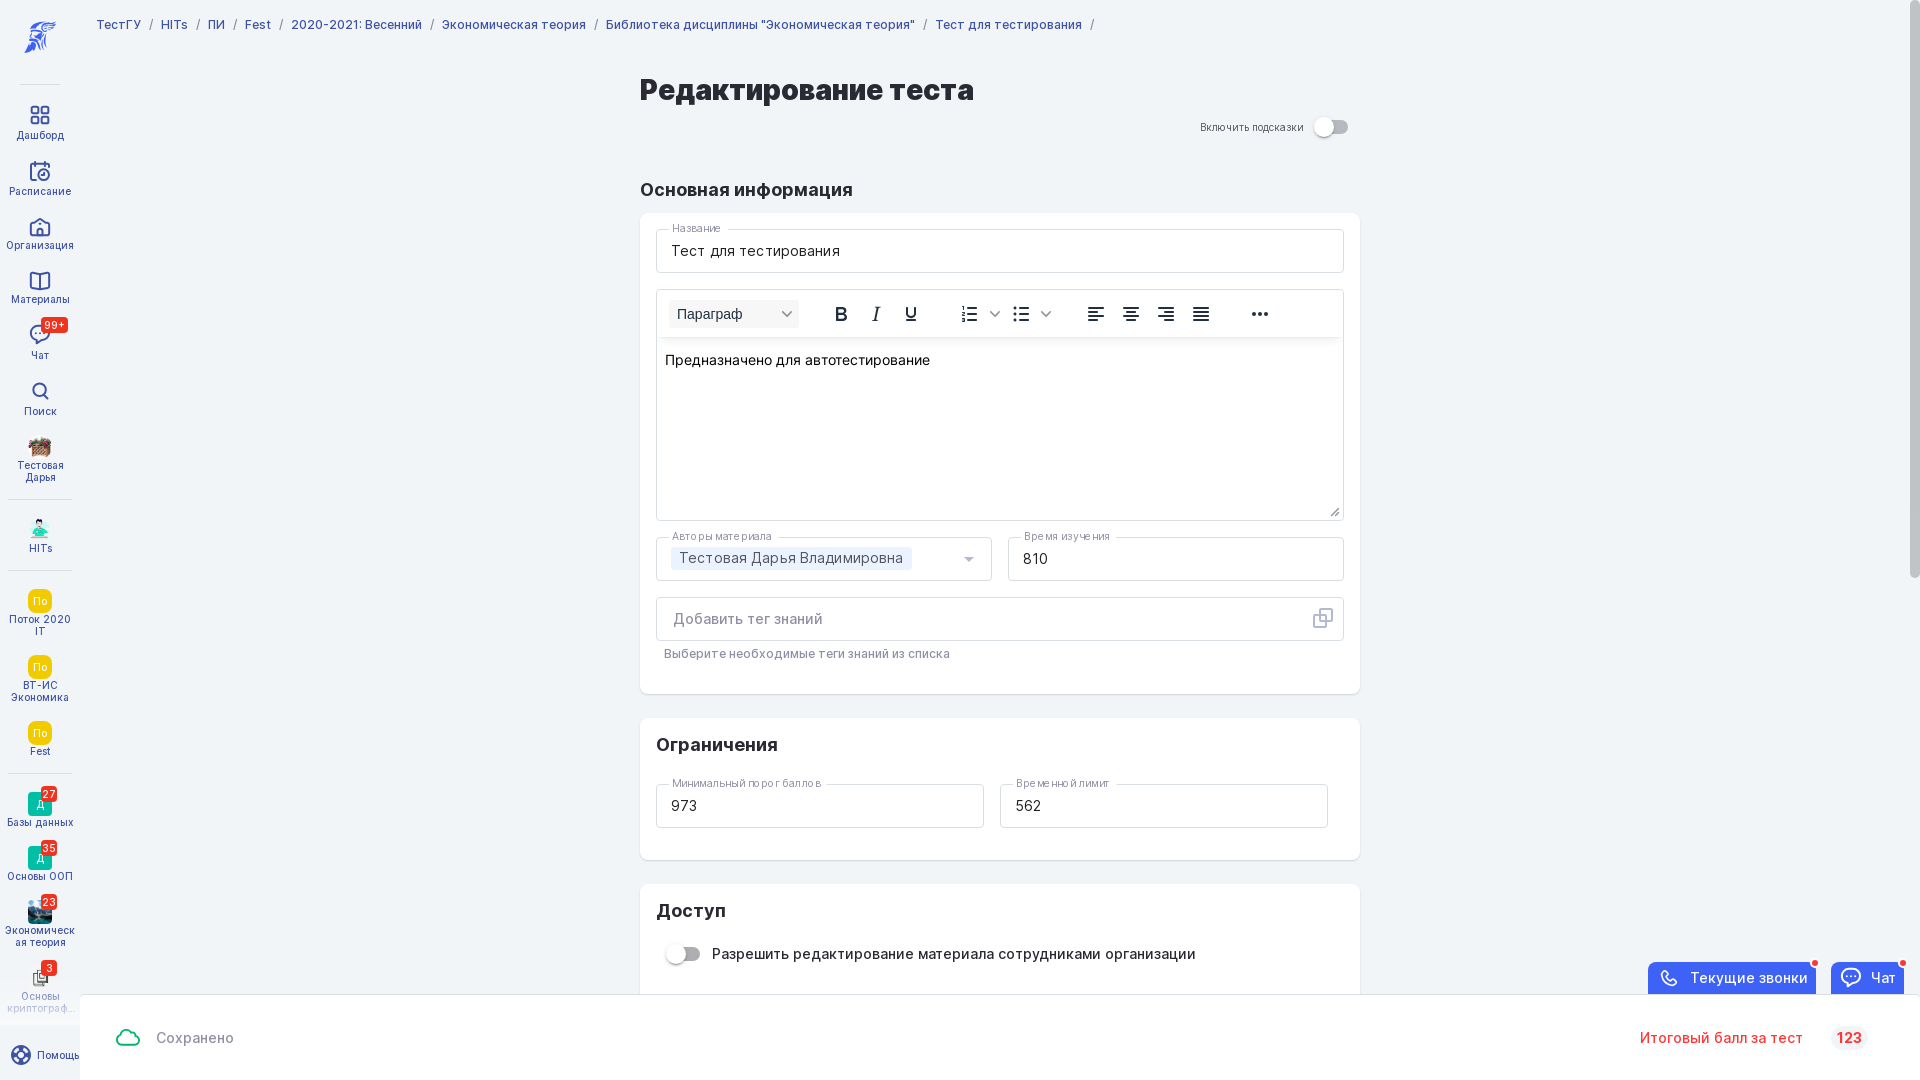 ТестГУ / HITs / ПИ / Fest / 2020-2021: Весенний / Экономическая теория / Библиотека дисциплины "Экономическая теория" / Тест для тестирования /
Дашборд
Расписание
Организация
Материалы
99+
Чат
Поиск
Тестовая
Дарья
HITs
По
Поток 2020
IT
По
ВТ-ИС
Экономика
По
Fest
27
Д
Базы данных
35
Д
Основы ООП
23
Экономическ
ая теория
3
Основы
криптограф...
Помощь
Редактирование теста
Включить подсказки
Основная информация
Название
Тест для тестирования
Параграф
Предназначено для автотестирование
Авторы материала
Тестовая Дарья Владимировна
Время изучения
810
Добавить тег знаний
Выберите необходимые теги знаний из списка
Ограничения
Минимальный порог баллов
973
Временной лимит
562
Доступ
Разрешить редактирование материала сотрудниками организации
Текущие звонки
Чат
Сохранено
Итоговый балл за тест 123